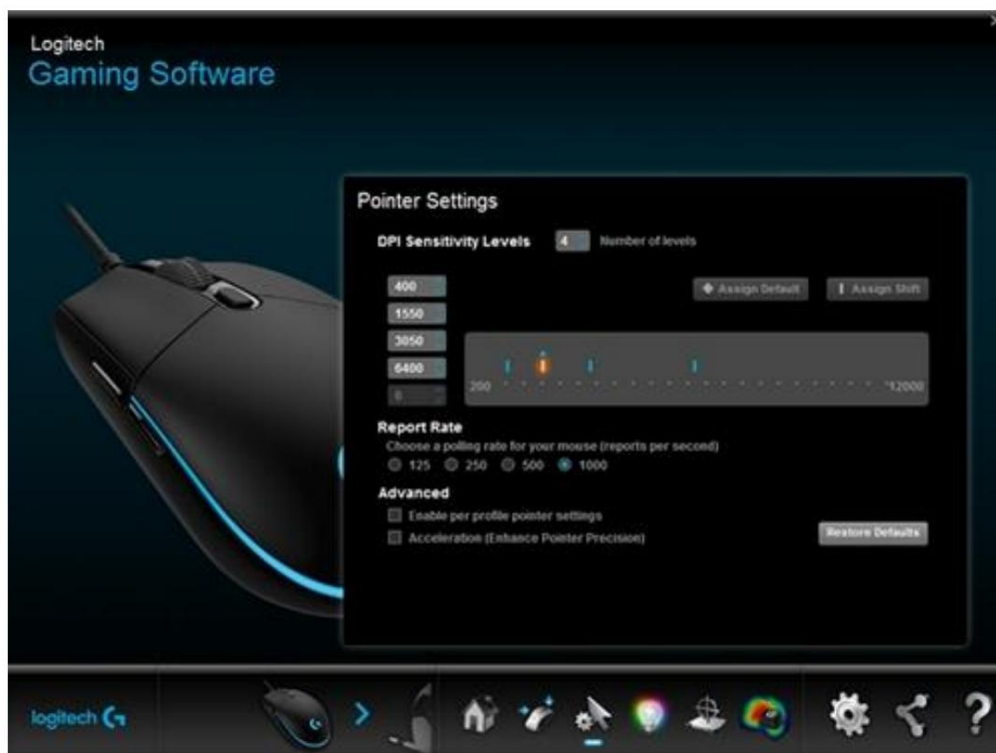 Logitech
Gaming Software
Pointer Settings
DPI Sensitivity Levels 4 Number of levels
400
Assign Default Assign Shift
1550
3050
6400
0
200 12000
Report Rate
Choose a polling rate for your mouse (reports per second)
125 250 500 1000
Advanced
Enable per profile pointer settings
Acceleration (Enhance Pointer Precision)
Restore Defaults
logitech G
?